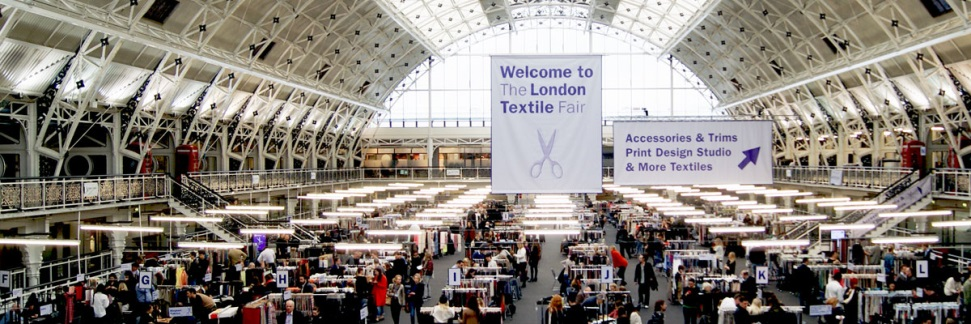 Welcome to
The London
Textile Fair
Accessories & Trims
Print Design Studio
& More Textiles
G
H
I
J
K
L